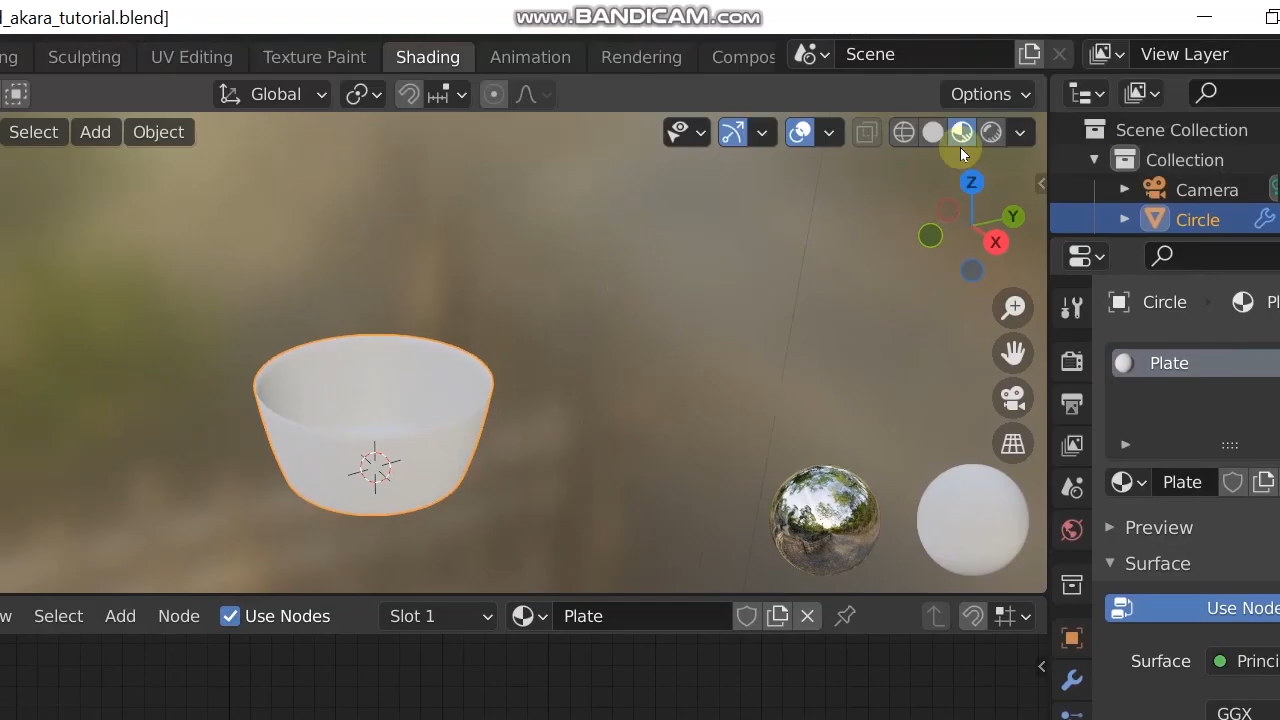 l_akara_tutorial.blend]
www.BANDICAM.com
ng Sculpting UV Editing Texture Paint Shading Animation Rendering Compos Scene View Layer
Global Options
Select Add Object
Scene Collection
Collection
Camera
Circle
Z
Y
X
Circle Pl
Plate
Plate
Preview
Surface
Use Node
Surface Princi
GGX
w Select Add Node Use Nodes Slot 1 Plate